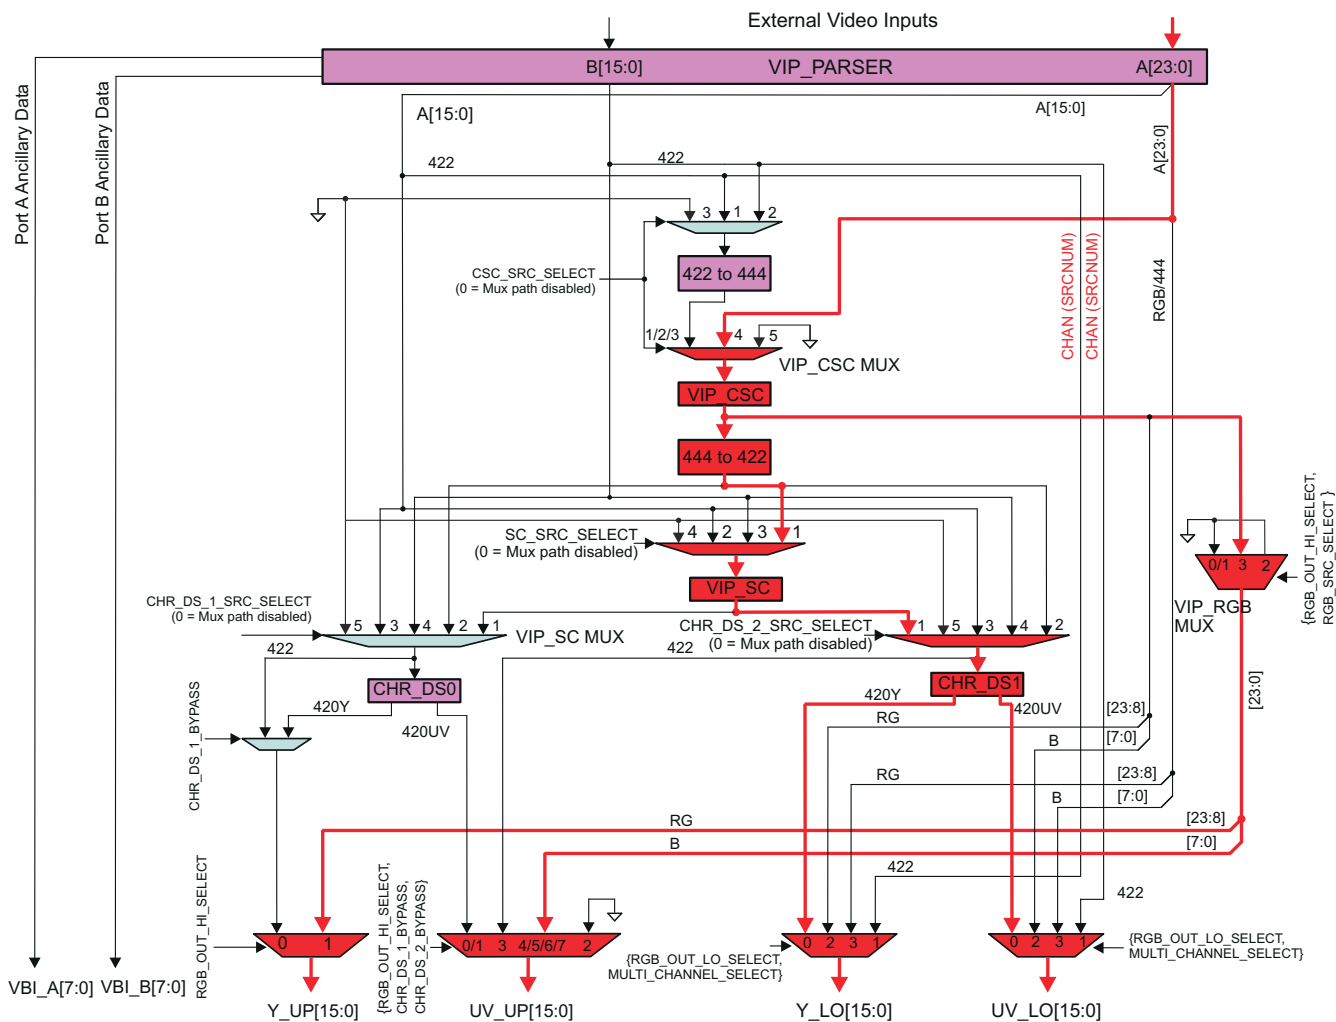 External Video Inputs
B[15:0]
VIP_PARSER
A[23:0]
Port A Ancillary Data
Port B Ancillary Data
A[15:0]
A[15:0]
A[23:0]
422
422
3
1
2
CSC_SRC_SELECT
(0 = Mux path disabled)
422 to 444
CHAN (SRCNUM)
CHAN (SRCNUM)
RGB/444
1/2/3
4
5
VIP_CSC MUX
VIP_CSC
444 to 422
SC_SRC_SELECT
(0 = Mux path disabled)
4
2
3
1
{RGB_OUT_HI_SELECT,
RGB_SRC_SELECT }
0/1
3
2
VIP_RGB
MUX
VIP_SC
CHR_DS_1_SRC_SELECT
(0 = Mux path disabled)
5
3
4
2
1
VIP_SC MUX
CHR_DS_2_SRC_SELECT
(0 = Mux path disabled)
1
5
3
4
2
422
422
CHR_DS0
CHR_DS1
420Y
420UV
420Y
420UV
[23:0]
CHR_DS_1_BYPASS
RG
[23:8]
B
[7:0]
RG
[23:8]
B
[7:0]
RG
[23:8]
B
[7:0]
422
422
RGB_OUT_HI_SELECT
0
1
{RGB_OUT_HI_SELECT,
CHR_DS_1_BYPASS,
CHR_DS_2_BYPASS}
0/1
3
4/5/6/7
2
0
2
3
1
{RGB_OUT_LO_SELECT,
MULTI_CHANNEL_SELECT}
0
2
3
1
{RGB_OUT_LO_SELECT,
MULTI_CHANNEL_SELECT}
VBI_A[7:0]
VBI_B[7:0]
Y_UP[15:0]
UV_UP[15:0]
Y_LO[15:0]
UV_LO[15:0]